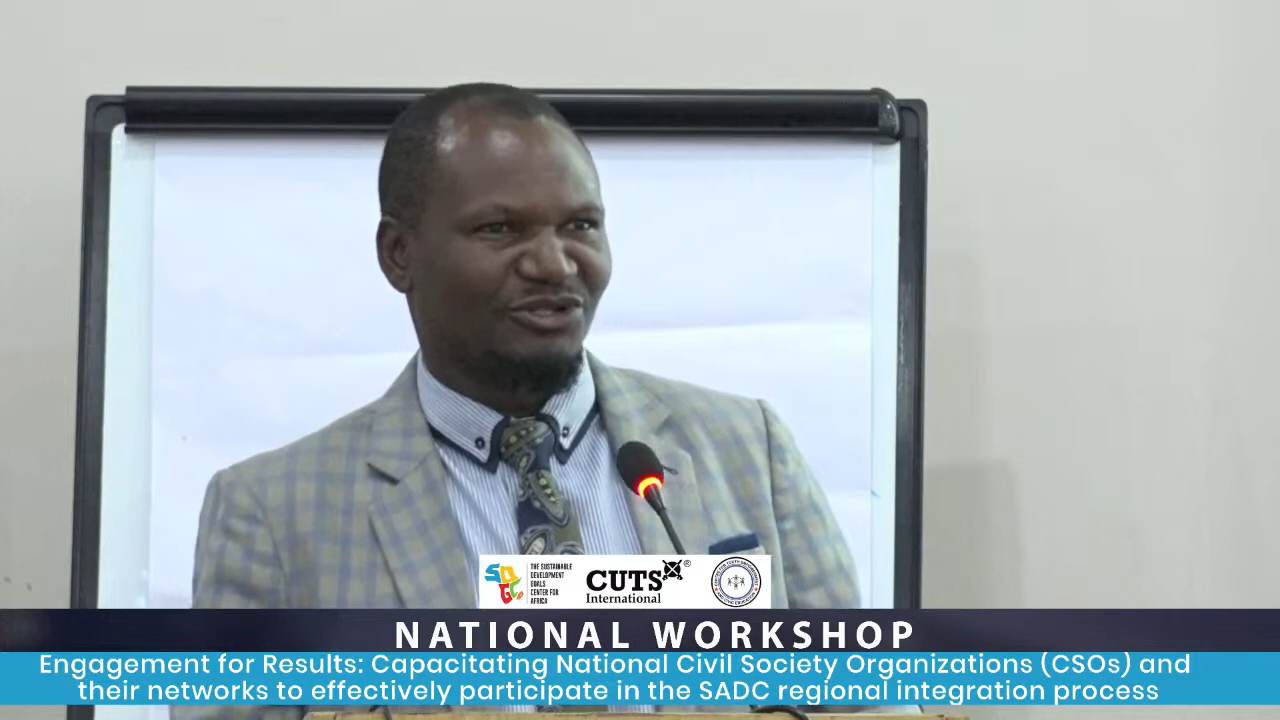 THE SUSTAINABLE
DEVELOPMENT
GOALS
CENTER FOR
AFRICA
CUTS®
International
NATIONAL WORKSHOP
Engagement for Results: Capacitating National Civil Society Organizations (CSOs) and
their networks to effectively participate in the SADC regional integration process